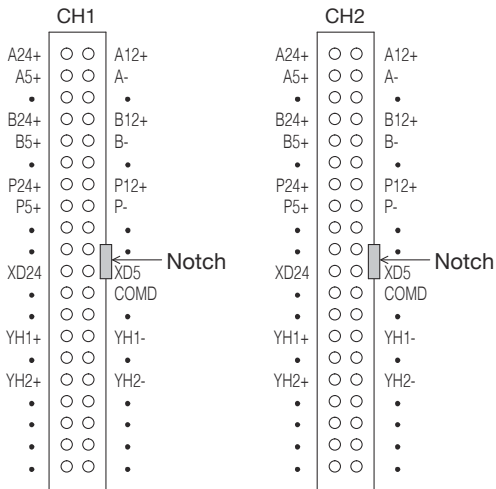 CH1 CH2
A24+ A12+ A24+ A12+
A5+ A- A5+ A-
• • • •
B24+ B12+ B24+ B12+
B5+ B- B5+ B-
• • • •
P24+ P12+ P24+ P12+
P5+ P- P5+ P-
• • • •
• • • •
Notch Notch
XD24 XD5 XD24 XD5
• COMD • COMD
• • • •
YH1+ YH1- YH1+ YH1-
• • • •
YH2+ YH2- YH2+ YH2-
• • • •
• • • •
• • • •
• • • •